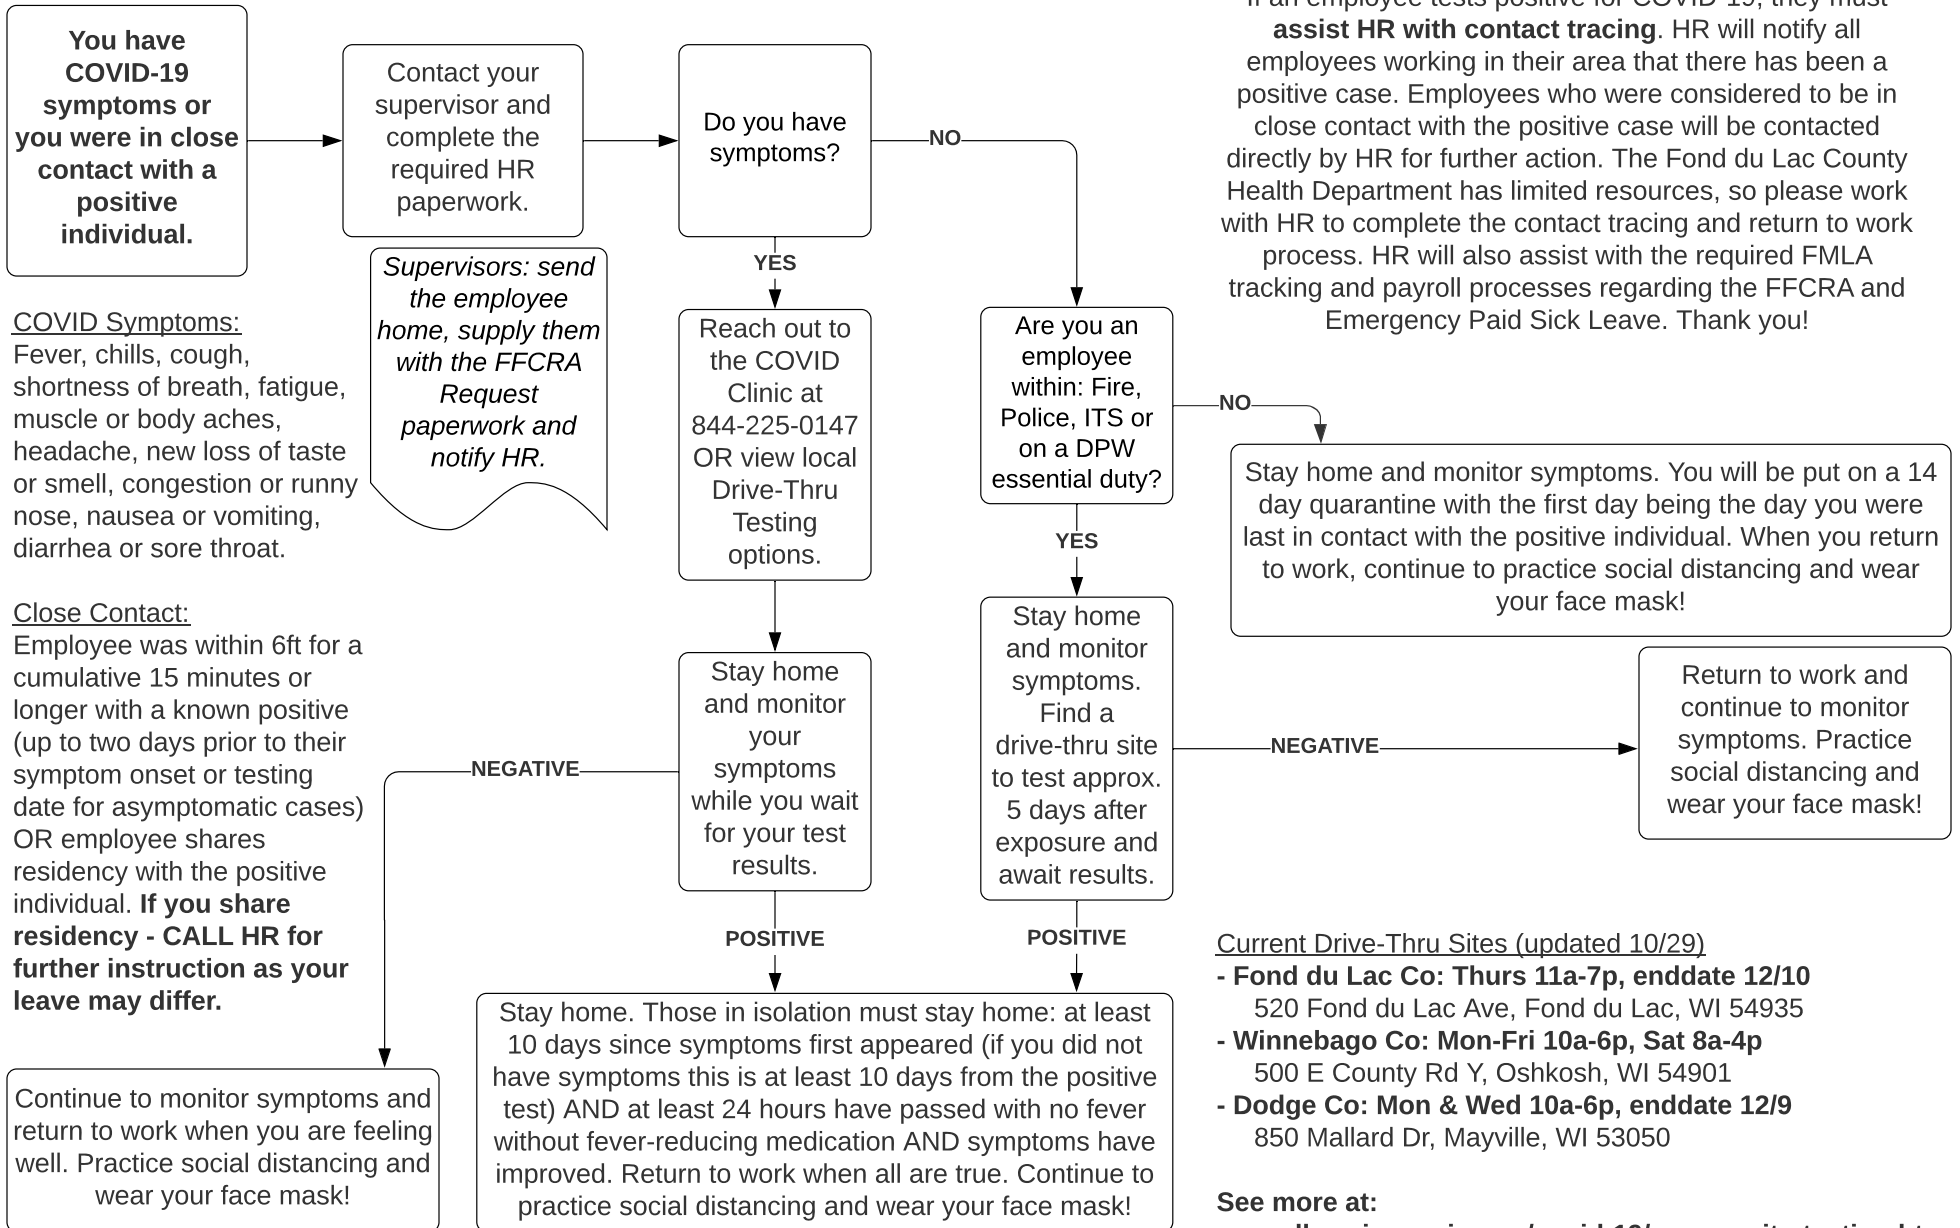 You have
COVID-19
symptoms or
you were in close
contact with a
positive
individual.
Contact your
supervisor and
complete the
required HR
paperwork.
Do you have
symptoms?
NO
YES
If an employee tests positive for COVID-19, they must
assist HR with contact tracing. HR will notify all
employees working in their area that there has been a
positive case. Employees who were considered to be in
close contact with the positive case will be contacted
directly by HR for further action. The Fond du Lac County
Health Department has limited resources, so please work
with HR to complete the contact tracing and return to work
process. HR will also assist with the required FMLA
tracking and payroll processes regarding the FFCRA and
Emergency Paid Sick Leave. Thank you!
Supervisors: send
the employee
home, supply them
with the FFCRA
Request
paperwork and
notify HR.
COVID Symptoms:
Fever, chills, cough,
shortness of breath, fatigue,
muscle or body aches,
headache, new loss of taste
or smell, congestion or runny
nose, nausea or vomiting,
diarrhea or sore throat.
Close Contact:
Employee was within 6ft for a
cumulative 15 minutes or
longer with a known positive
(up to two days prior to their
symptom onset or testing
date for asymptomatic cases)
OR employee shares
residency with the positive
individual. If you share
residency - CALL HR for
further instruction as your
leave may differ.
Reach out to
the COVID
Clinic at
844-225-0147
OR view local
Drive-Thru
Testing
options.
Are you an
employee
within: Fire,
Police, ITS or
on a DPW
essential duty?
NO
YES
Stay home and monitor symptoms. You will be put on a 14
day quarantine with the first day being the day you were
last in contact with the positive individual. When you return
to work, continue to practice social distancing and wear
your face mask!
Stay home
and monitor
your
symptoms
while you wait
for your test
results.
NEGATIVE
POSITIVE
Stay home
and monitor
symptoms.
Find a
drive-thru site
to test approx.
5 days after
exposure and
await results.
NEGATIVE
POSITIVE
Return to work and
continue to monitor
symptoms. Practice
social distancing and
wear your face mask!
Continue to monitor symptoms and
return to work when you are feeling
well. Practice social distancing and
wear your face mask!
Stay home. Those in isolation must stay home: at least
10 days since symptoms first appeared (if you did not
have symptoms this is at least 10 days from the positive
test) AND at least 24 hours have passed with no fever
without fever-reducing medication AND symptoms have
improved. Return to work when all are true. Continue to
practice social distancing and wear your face mask!
Current Drive-Thru Sites (updated 10/29)
- Fond du Lac Co: Thurs 11a-7p, enddate 12/10
520 Fond du Lac Ave, Fond du Lac, WI 54935
- Winnebago Co: Mon-Fri 10a-6p, Sat 8a-4p
500 E County Rd Y, Oshkosh, WI 54901
- Dodge Co: Mon & Wed 10a-6p, enddate 12/9
850 Mallard Dr, Mayville, WI 53050
See more at: